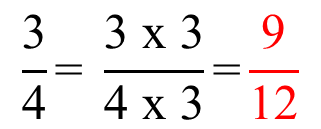 3/4 = (3 x 3)/(4 x 3) = 9/12